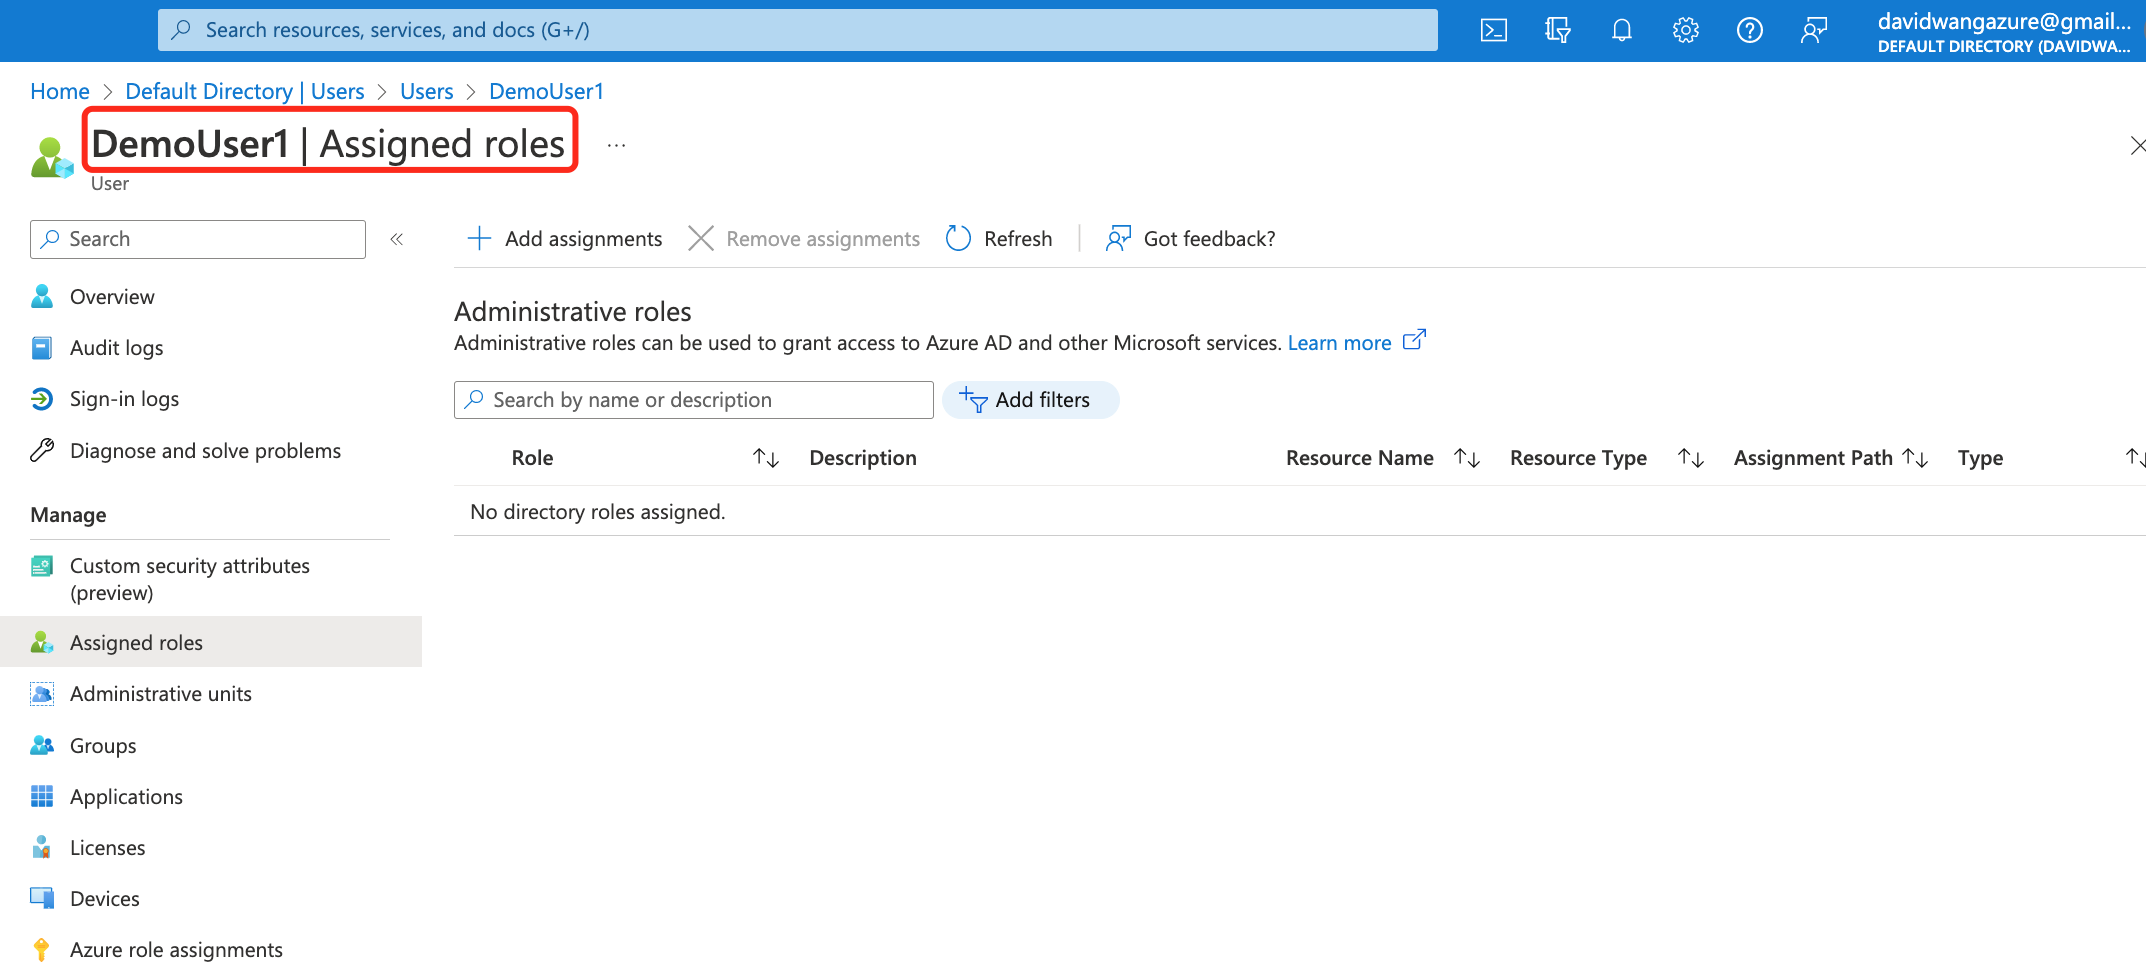 Search resources, services, and docs (G+/)
davidwangazure@gmail...
DEFAULT DIRECTORY (DAVIDWA...
Home > Default Directory | Users > Users > DemoUser1
DemoUser1 | Assigned roles ...
User
Search «
Add assignments Remove assignments Refresh | Got feedback?
Overview
Audit logs
Sign-in logs
Diagnose and solve problems
Manage
Custom security attributes
(preview)
Assigned roles
Administrative units
Groups
Applications
Licenses
Devices
Azure role assignments
Administrative roles
Administrative roles can be used to grant access to Azure AD and other Microsoft services. Learn more
Search by name or description Add filters
Role Description Resource Name Resource Type Assignment Path Type
No directory roles assigned.